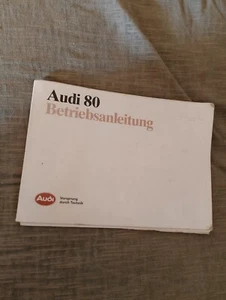 Audi 80
Betriebsanleitung
Audi
Vorsprung
durch Technik